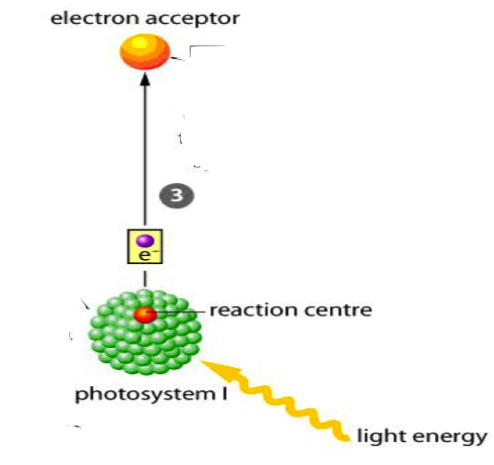 electron acceptor
3
e⁻
reaction centre
photosystem I
light energy